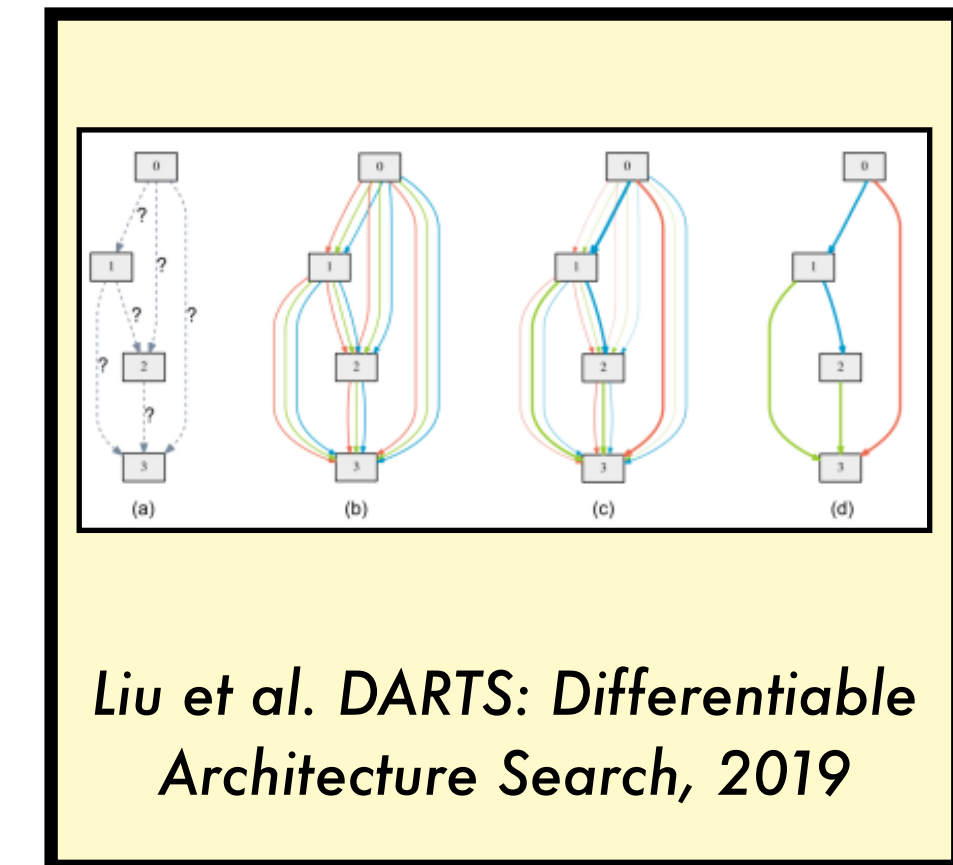 0 0 0 0
?
1 ? 1 1 1
? ?
? 2 2 2 2
?
3 3 3 3
(a) (b) (c) (d)
Liu et al. DARTS: Differentiable
Architecture Search, 2019